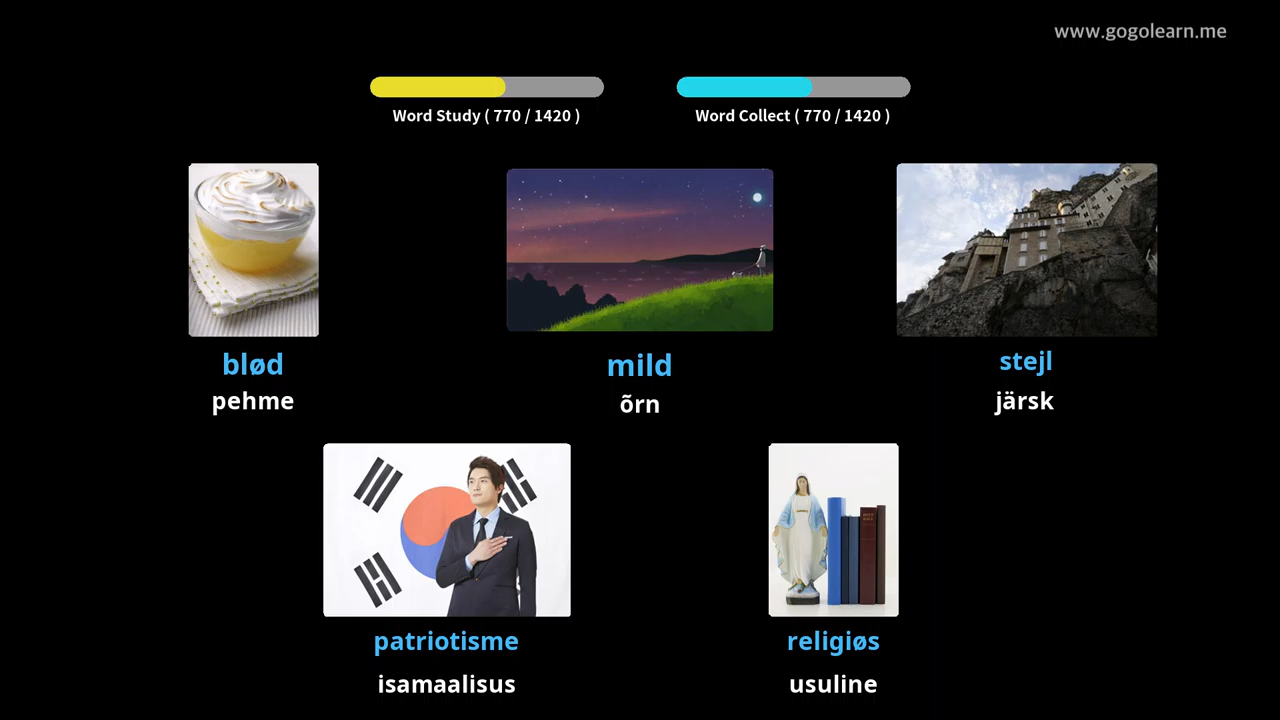 www.gogolearn.me
Word Study ( 770 / 1420 )
Word Collect ( 770 / 1420 )
blød
pehme
mild
õrn
stejl
järsk
patriotisme
isamaalisus
religiøs
usuline